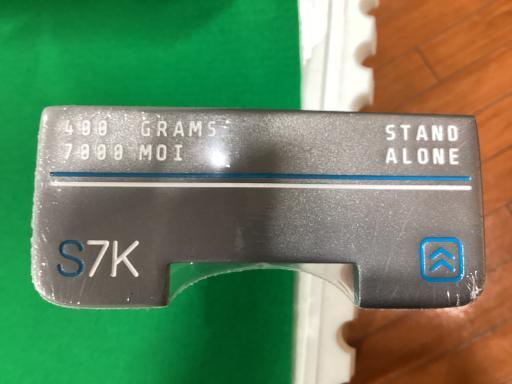 400 GRAMS
7000 MOI
STAND
ALONE
S7K